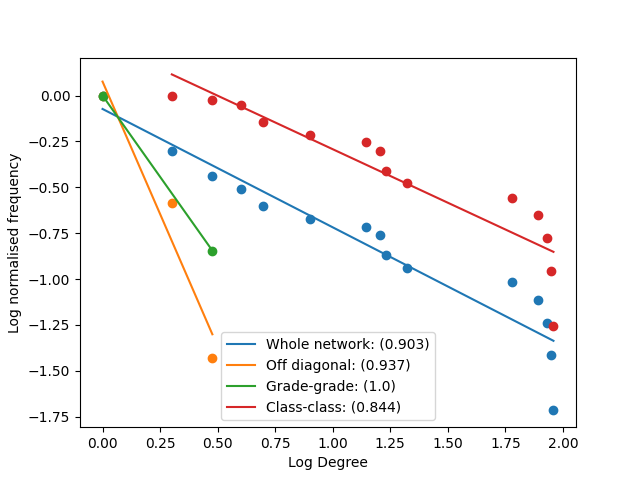 0.00
−0.25
−0.50
−0.75
−1.00
−1.25
−1.50
−1.75
Log normalised frequency
Whole network: (0.903)
Off diagonal: (0.937)
Grade-grade: (1.0)
Class-class: (0.844)
0.00 0.25 0.50 0.75 1.00 1.25 1.50 1.75 2.00
Log Degree